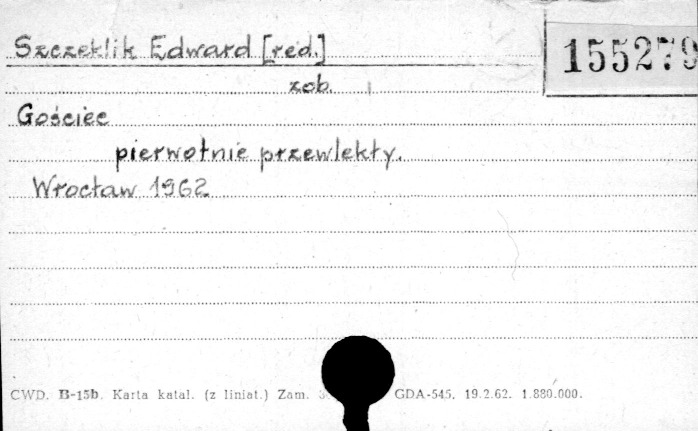 Szczeklik Edward [red.]
155279
zob.
Gościec
pierwotnie przewlekły.
Wrocław 1962
CWD. B-15b. Karta katal. (z liniat.) Zam. GDA-545. 19.2.62. 1.880.000.